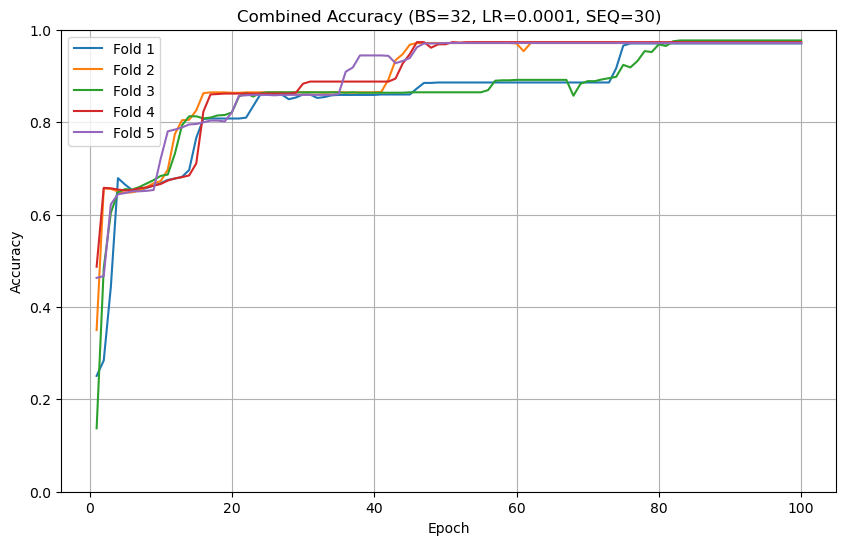 Combined Accuracy (BS=32, LR=0.0001, SEQ=30)
Fold 1
Fold 2
Fold 3
Fold 4
Fold 5
Accuracy
1.0
0.8
0.6
0.4
0.2
0.0
0 20 40 60 80 100
Epoch